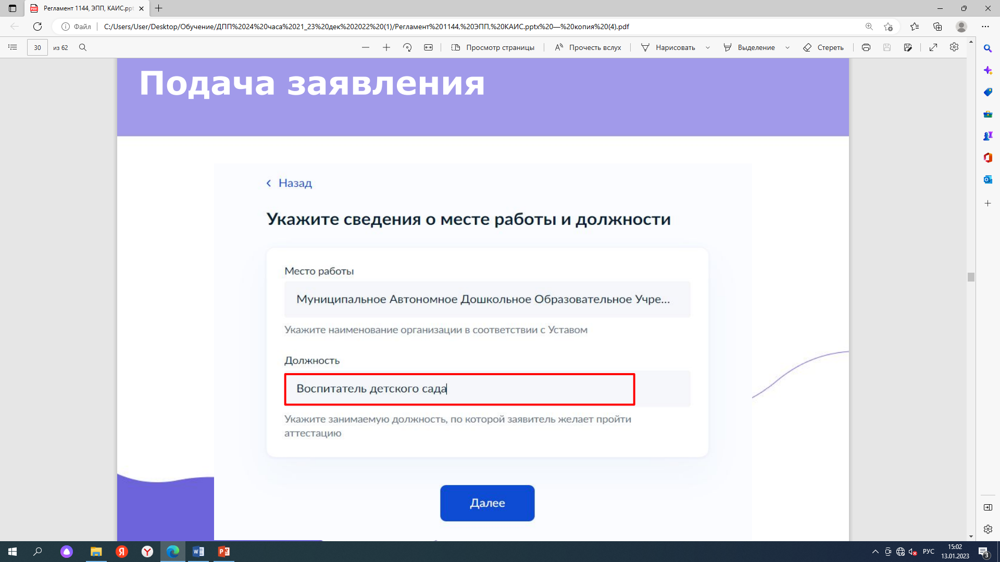 Регламент 1144, ЭПП, КАИС.ppt
Файл
C:/Users/User/Desktop/Обучение/ДПП%2024%20часа%2021_23%20дек%202022%20(1)/Регламент%201144,%20ЭПП,%20КАИС.pptx%20—%20копия%20(4).pdf
30 из 62
Просмотр страницы
Прочесть вслух
Нарисовать
Выделение
Стереть
Подача заявления
Назад
Укажите сведения о месте работы и должности
Место работы
Муниципальное Автономное Дошкольное Образовательное Учре...
Укажите наименование организации в соответствии с Уставом
Должность
Воспитатель детского сада
Укажите занимаемую должность, по которой заявитель желает пройти
аттестацию
Далее
РУС
15:02
13.01.2023
3